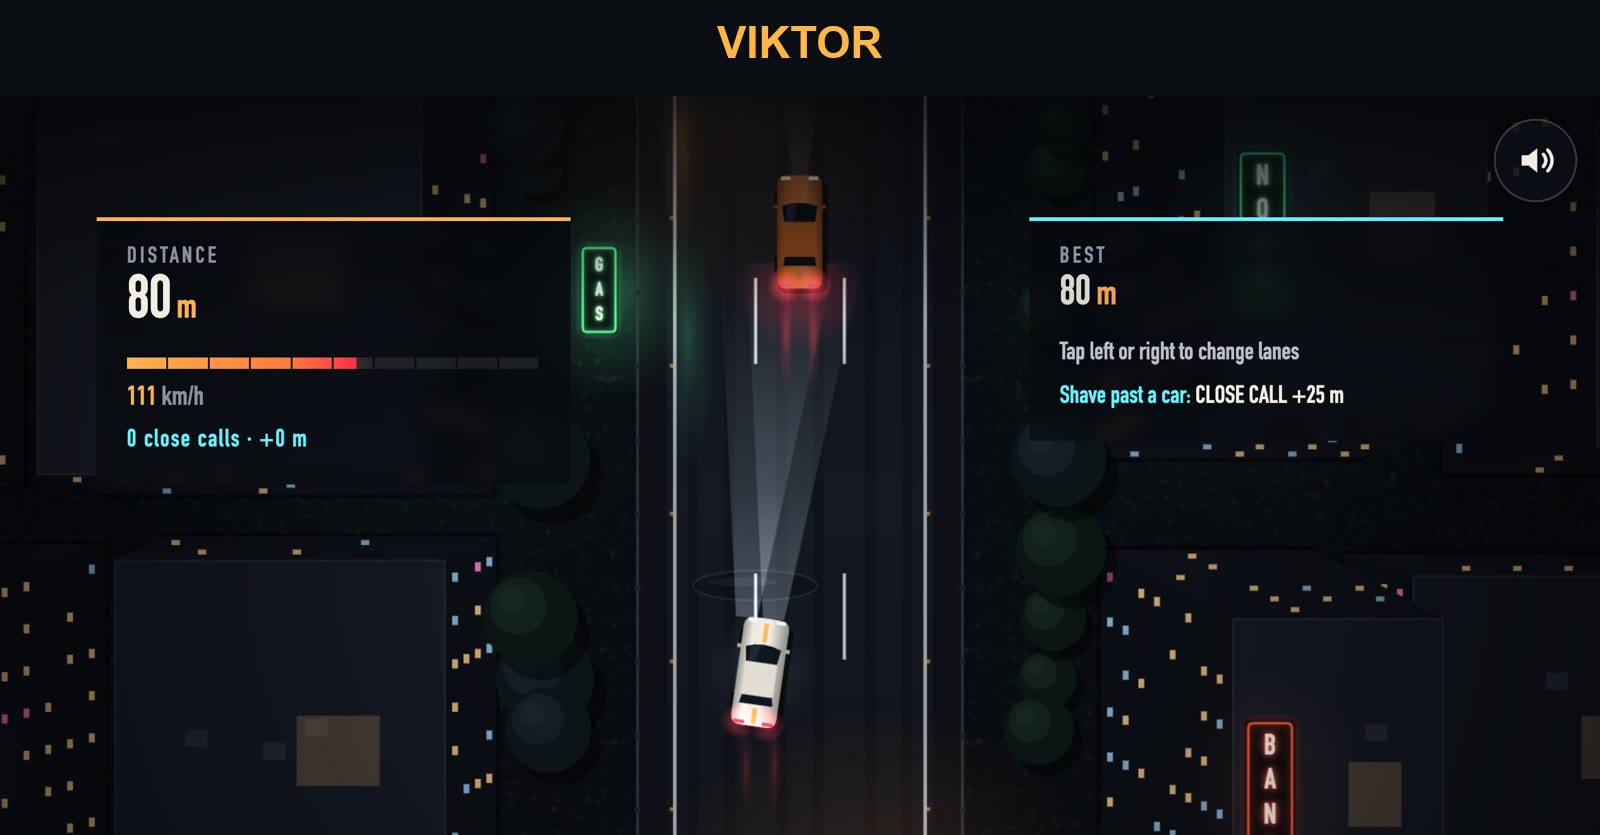 VIKTOR
DISTANCE
80 m
111 km/h
0 close calls · +0 m
GAS
NO
BEST
80 m
Tap left or right to change lanes
Shave past a car: CLOSE CALL +25 m
BAN